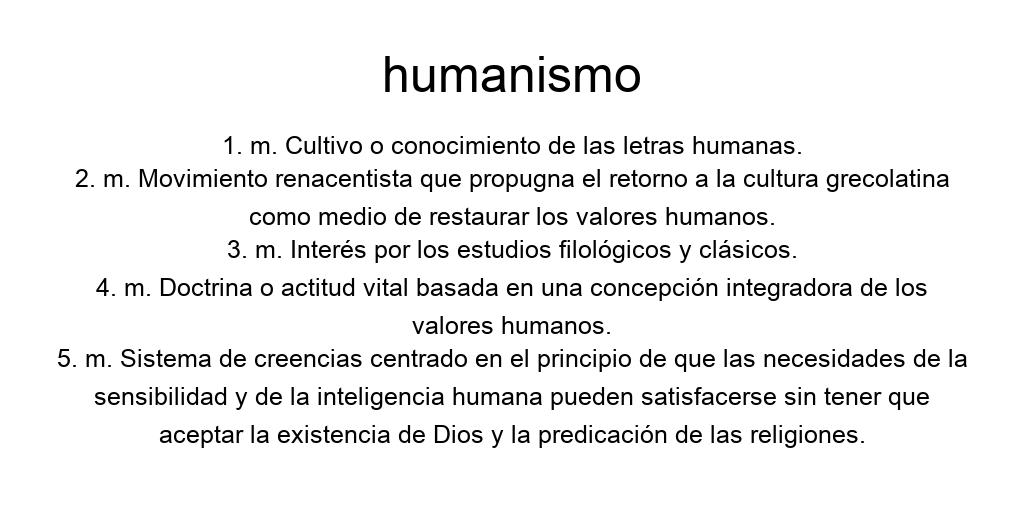 humanismo
1. m. Cultivo o conocimiento de las letras humanas.
2. m. Movimiento renacentista que propugna el retorno a la cultura grecolatina
como medio de restaurar los valores humanos.
3. m. Interés por los estudios filológicos y clásicos.
4. m. Doctrina o actitud vital basada en una concepción integradora de los
valores humanos.
5. m. Sistema de creencias centrado en el principio de que las necesidades de la
sensibilidad y de la inteligencia humana pueden satisfacerse sin tener que
aceptar la existencia de Dios y la predicación de las religiones.